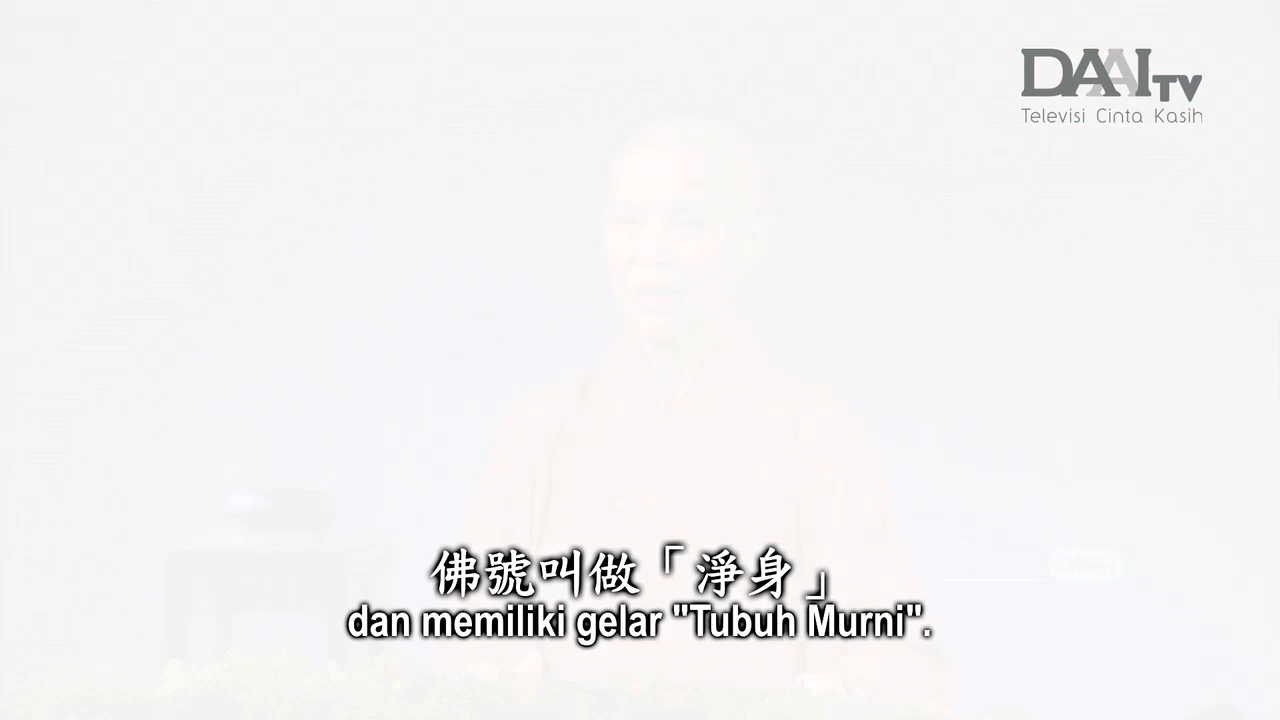 DAAI TV
Televisi Cinta Kasih
佛號叫做「淨身」
dan memiliki gelar "Tubuh Murni".